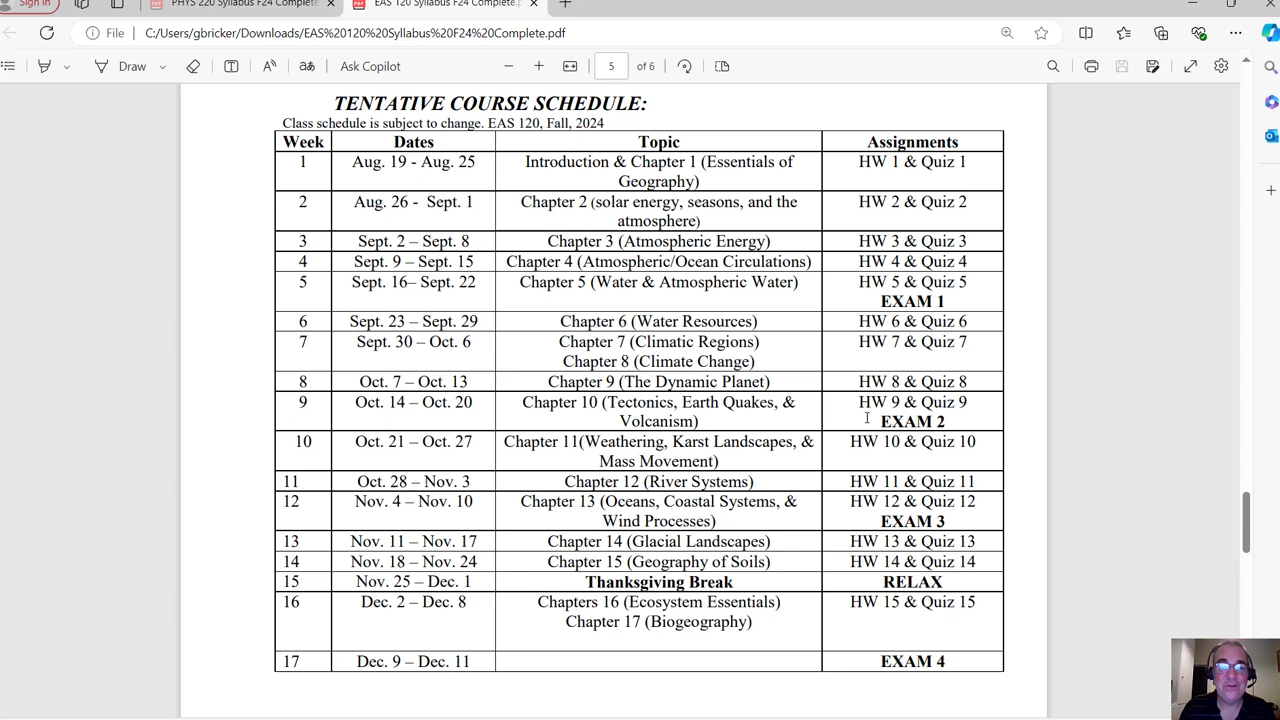 Sign in
PHYS 220 Syllabus F24 Complete
EAS 120 Syllabus F24 Complete.p
File C:/Users/gbricker/Downloads/EAS%20120%20Syllabus%20F24%20Complete.pdf
Draw Ask Copilot 5 of 6
TENTATIVE COURSE SCHEDULE:
Class schedule is subject to change. EAS 120, Fall, 2024
Week Dates Topic Assignments
1 Aug. 19 - Aug. 25 Introduction & Chapter 1 (Essentials of HW 1 & Quiz 1
Geography)
2 Aug. 26 - Sept. 1 Chapter 2 (solar energy, seasons, and the HW 2 & Quiz 2
atmosphere)
3 Sept. 2 – Sept. 8 Chapter 3 (Atmospheric Energy) HW 3 & Quiz 3
4 Sept. 9 – Sept. 15 Chapter 4 (Atmospheric/Ocean Circulations) HW 4 & Quiz 4
5 Sept. 16– Sept. 22 Chapter 5 (Water & Atmospheric Water) HW 5 & Quiz 5
EXAM 1
6 Sept. 23 – Sept. 29 Chapter 6 (Water Resources) HW 6 & Quiz 6
7 Sept. 30 – Oct. 6 Chapter 7 (Climatic Regions) HW 7 & Quiz 7
Chapter 8 (Climate Change)
8 Oct. 7 – Oct. 13 Chapter 9 (The Dynamic Planet) HW 8 & Quiz 8
9 Oct. 14 – Oct. 20 Chapter 10 (Tectonics, Earth Quakes, & HW 9 & Quiz 9
Volcanism) EXAM 2
10 Oct. 21 – Oct. 27 Chapter 11(Weathering, Karst Landscapes, & HW 10 & Quiz 10
Mass Movement)
11 Oct. 28 – Nov. 3 Chapter 12 (River Systems) HW 11 & Quiz 11
12 Nov. 4 – Nov. 10 Chapter 13 (Oceans, Coastal Systems, & HW 12 & Quiz 12
Wind Processes) EXAM 3
13 Nov. 11 – Nov. 17 Chapter 14 (Glacial Landscapes) HW 13 & Quiz 13
14 Nov. 18 – Nov. 24 Chapter 15 (Geography of Soils) HW 14 & Quiz 14
15 Nov. 25 – Dec. 1 Thanksgiving Break RELAX
16 Dec. 2 – Dec. 8 Chapters 16 (Ecosystem Essentials) HW 15 & Quiz 15
Chapter 17 (Biogeography)
17 Dec. 9 – Dec. 11 EXAM 4